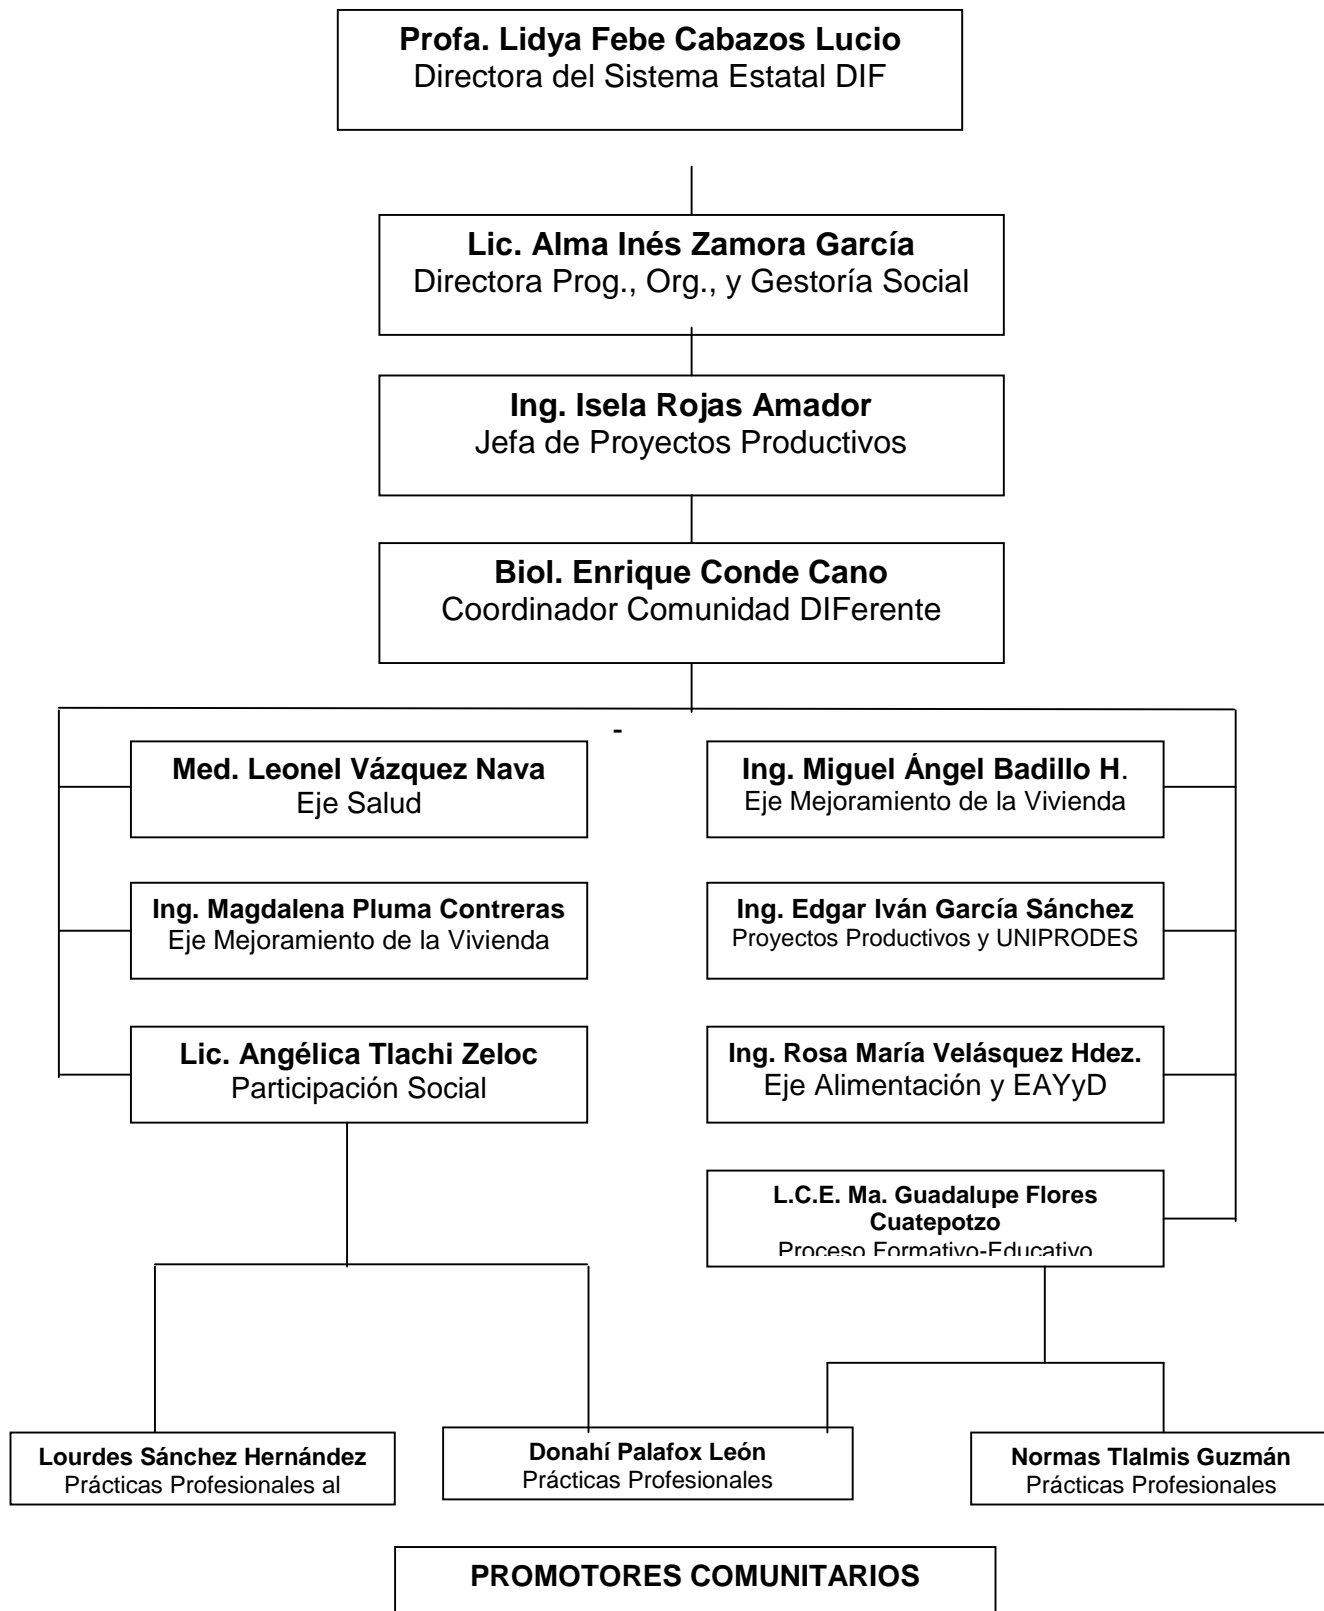 Profa. Lidya Febe Cabazos Lucio
Directora del Sistema Estatal DIF
Lic. Alma Inés Zamora García
Directora Prog., Org., y Gestoría Social
Ing. Isela Rojas Amador
Jefa de Proyectos Productivos
Biol. Enrique Conde Cano
Coordinador Comunidad DIFerente
-
Med. Leonel Vázquez Nava
Eje Salud
Ing. Miguel Ángel Badillo H.
Eje Mejoramiento de la Vivienda
Ing. Magdalena Pluma Contreras
Eje Mejoramiento de la Vivienda
Ing. Edgar Iván García Sánchez
Proyectos Productivos y UNIPRODES
Lic. Angélica Tlachi Zeloc
Participación Social
Ing. Rosa María Velásquez Hdez.
Eje Alimentación y EAYyD
L.C.E. Ma. Guadalupe Flores
Cuatepotzo
Proceso Formativo-Educativo
Lourdes Sánchez Hernández
Prácticas Profesionales al
Donahí Palafox León
Prácticas Profesionales
Normas Tlalmis Guzmán
Prácticas Profesionales
PROMOTORES COMUNITARIOS